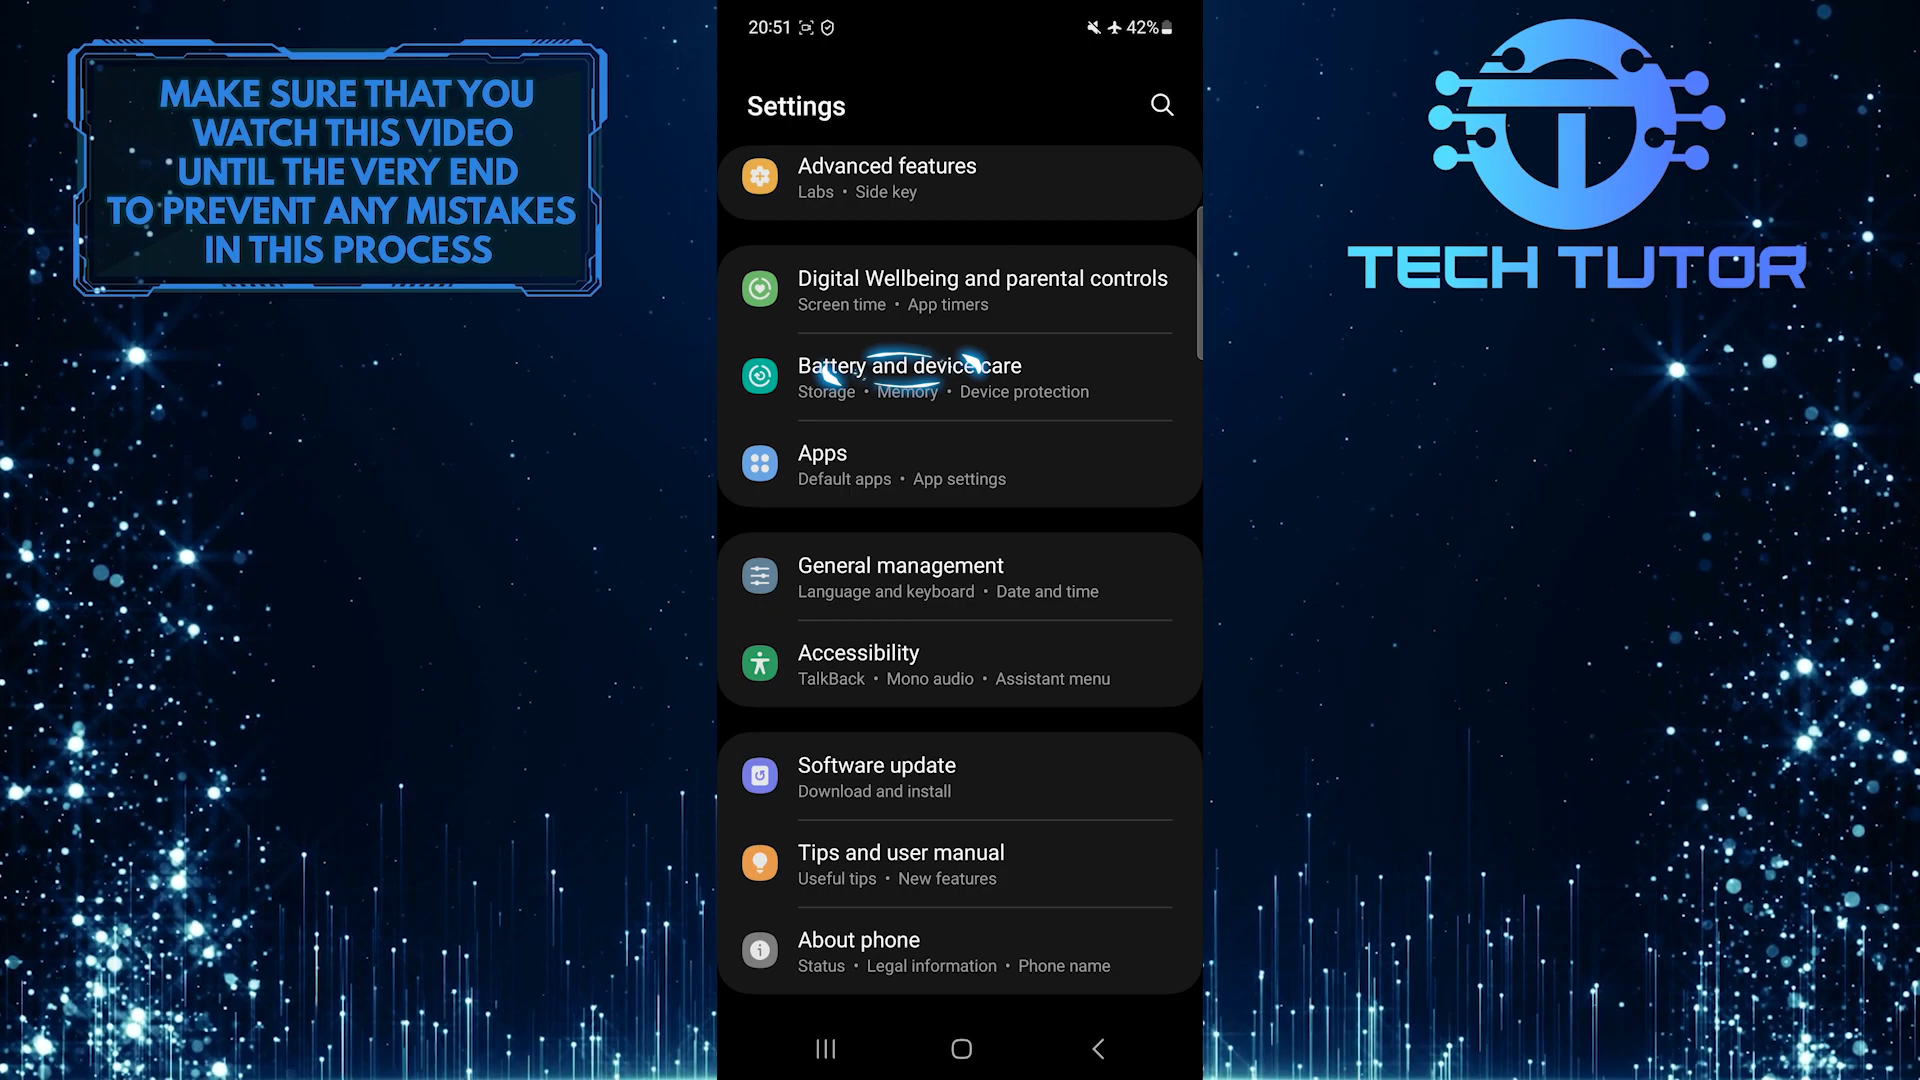 MAKE SURE THAT YOU
WATCH THIS VIDEO
UNTIL THE VERY END
TO PREVENT ANY MISTAKES
IN THIS PROCESS
20:51
42%
Settings
Advanced features
Labs • Side key
Digital Wellbeing and parental controls
Screen time • App timers
Battery and device care
Storage • Memory • Device protection
Apps
Default apps • App settings
General management
Language and keyboard • Date and time
Accessibility
TalkBack • Mono audio • Assistant menu
Software update
Download and install
Tips and user manual
Useful tips • New features
About phone
Status • Legal information • Phone name
TECH TUTOR